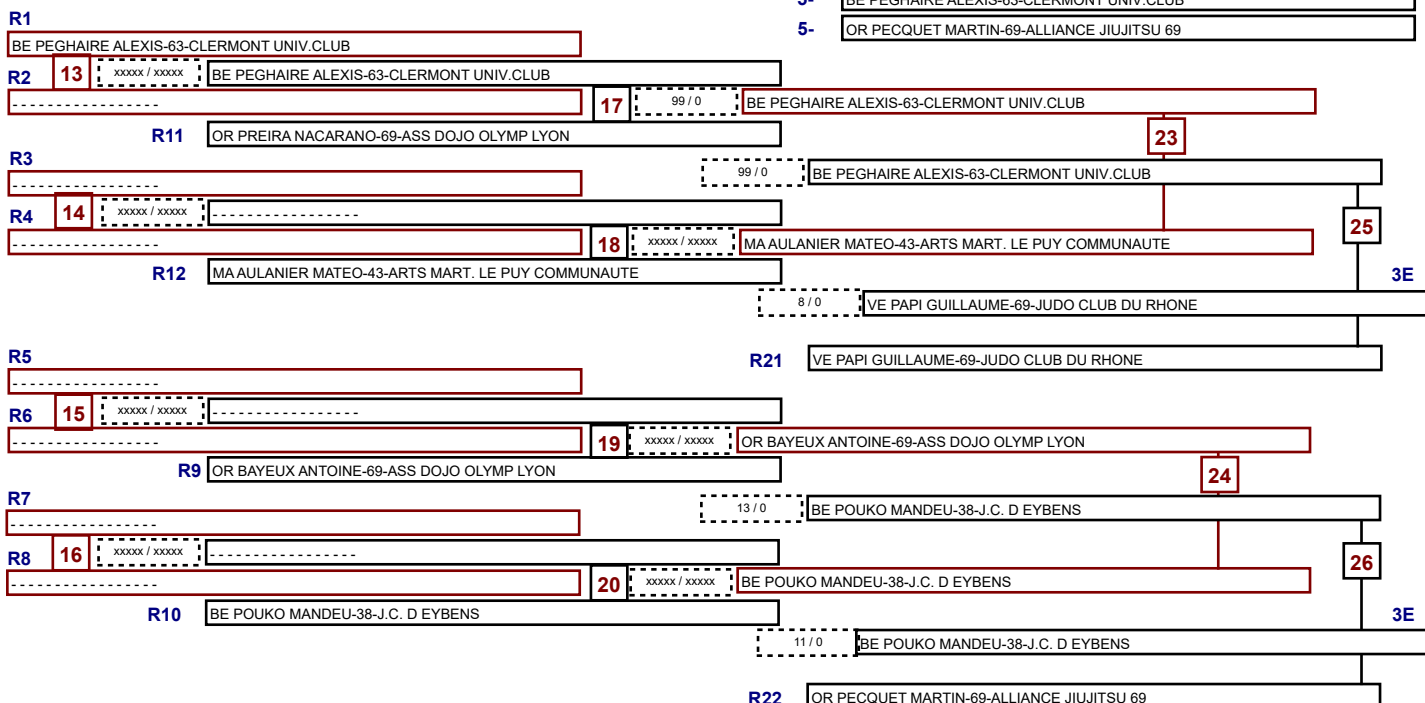 5- BE PEGHAIRE ALEXIS-63-CLERMONT UNIV.CLUB
5- OR PECQUET MARTIN-69-ALLIANCE JIUJITSU 69
R1
BE PEGHAIRE ALEXIS-63-CLERMONT UNIV.CLUB
R2 13 xxxxx / xxxxx BE PEGHAIRE ALEXIS-63-CLERMONT UNIV.CLUB
- - - - - - - - - - - - - - - - 17 99 / 0 BE PEGHAIRE ALEXIS-63-CLERMONT UNIV.CLUB
R11 OR PREIRA NACARANO-69-ASS DOJO OLYMP LYON 23
R3
99 / 0 BE PEGHAIRE ALEXIS-63-CLERMONT UNIV.CLUB
- - - - - - - - - - - - - - - -
R4 14 xxxxx / xxxxx - - - - - - - - - - - - - - - - 25
- - - - - - - - - - - - - - - - 18 xxxxx / xxxxx MA AULANIER MATEO-43-ARTS MART. LE PUY COMMUNAUTE
R12 MA AULANIER MATEO-43-ARTS MART. LE PUY COMMUNAUTE 3E
8 / 0 VE PAPI GUILLAUME-69-JUDO CLUB DU RHONE
R5
R21 VE PAPI GUILLAUME-69-JUDO CLUB DU RHONE
- - - - - - - - - - - - - - - -
R6 15 xxxxx / xxxxx - - - - - - - - - - - - - - - -
- - - - - - - - - - - - - - - - 19 xxxxx / xxxxx OR BAYEUX ANTOINE-69-ASS DOJO OLYMP LYON
R9 OR BAYEUX ANTOINE-69-ASS DOJO OLYMP LYON 24
R7
13 / 0 BE POUKO MANDEU-38-J.C. D EYBENS
- - - - - - - - - - - - - - - -
R8 16 xxxxx / xxxxx - - - - - - - - - - - - - - - - 26
- - - - - - - - - - - - - - - - 20 xxxxx / xxxxx BE POUKO MANDEU-38-J.C. D EYBENS
R10 BE POUKO MANDEU-38-J.C. D EYBENS 3E
11 / 0 BE POUKO MANDEU-38-J.C. D EYBENS
R22 OR PECQUET MARTIN-69-ALLIANCE JIUJITSU 69